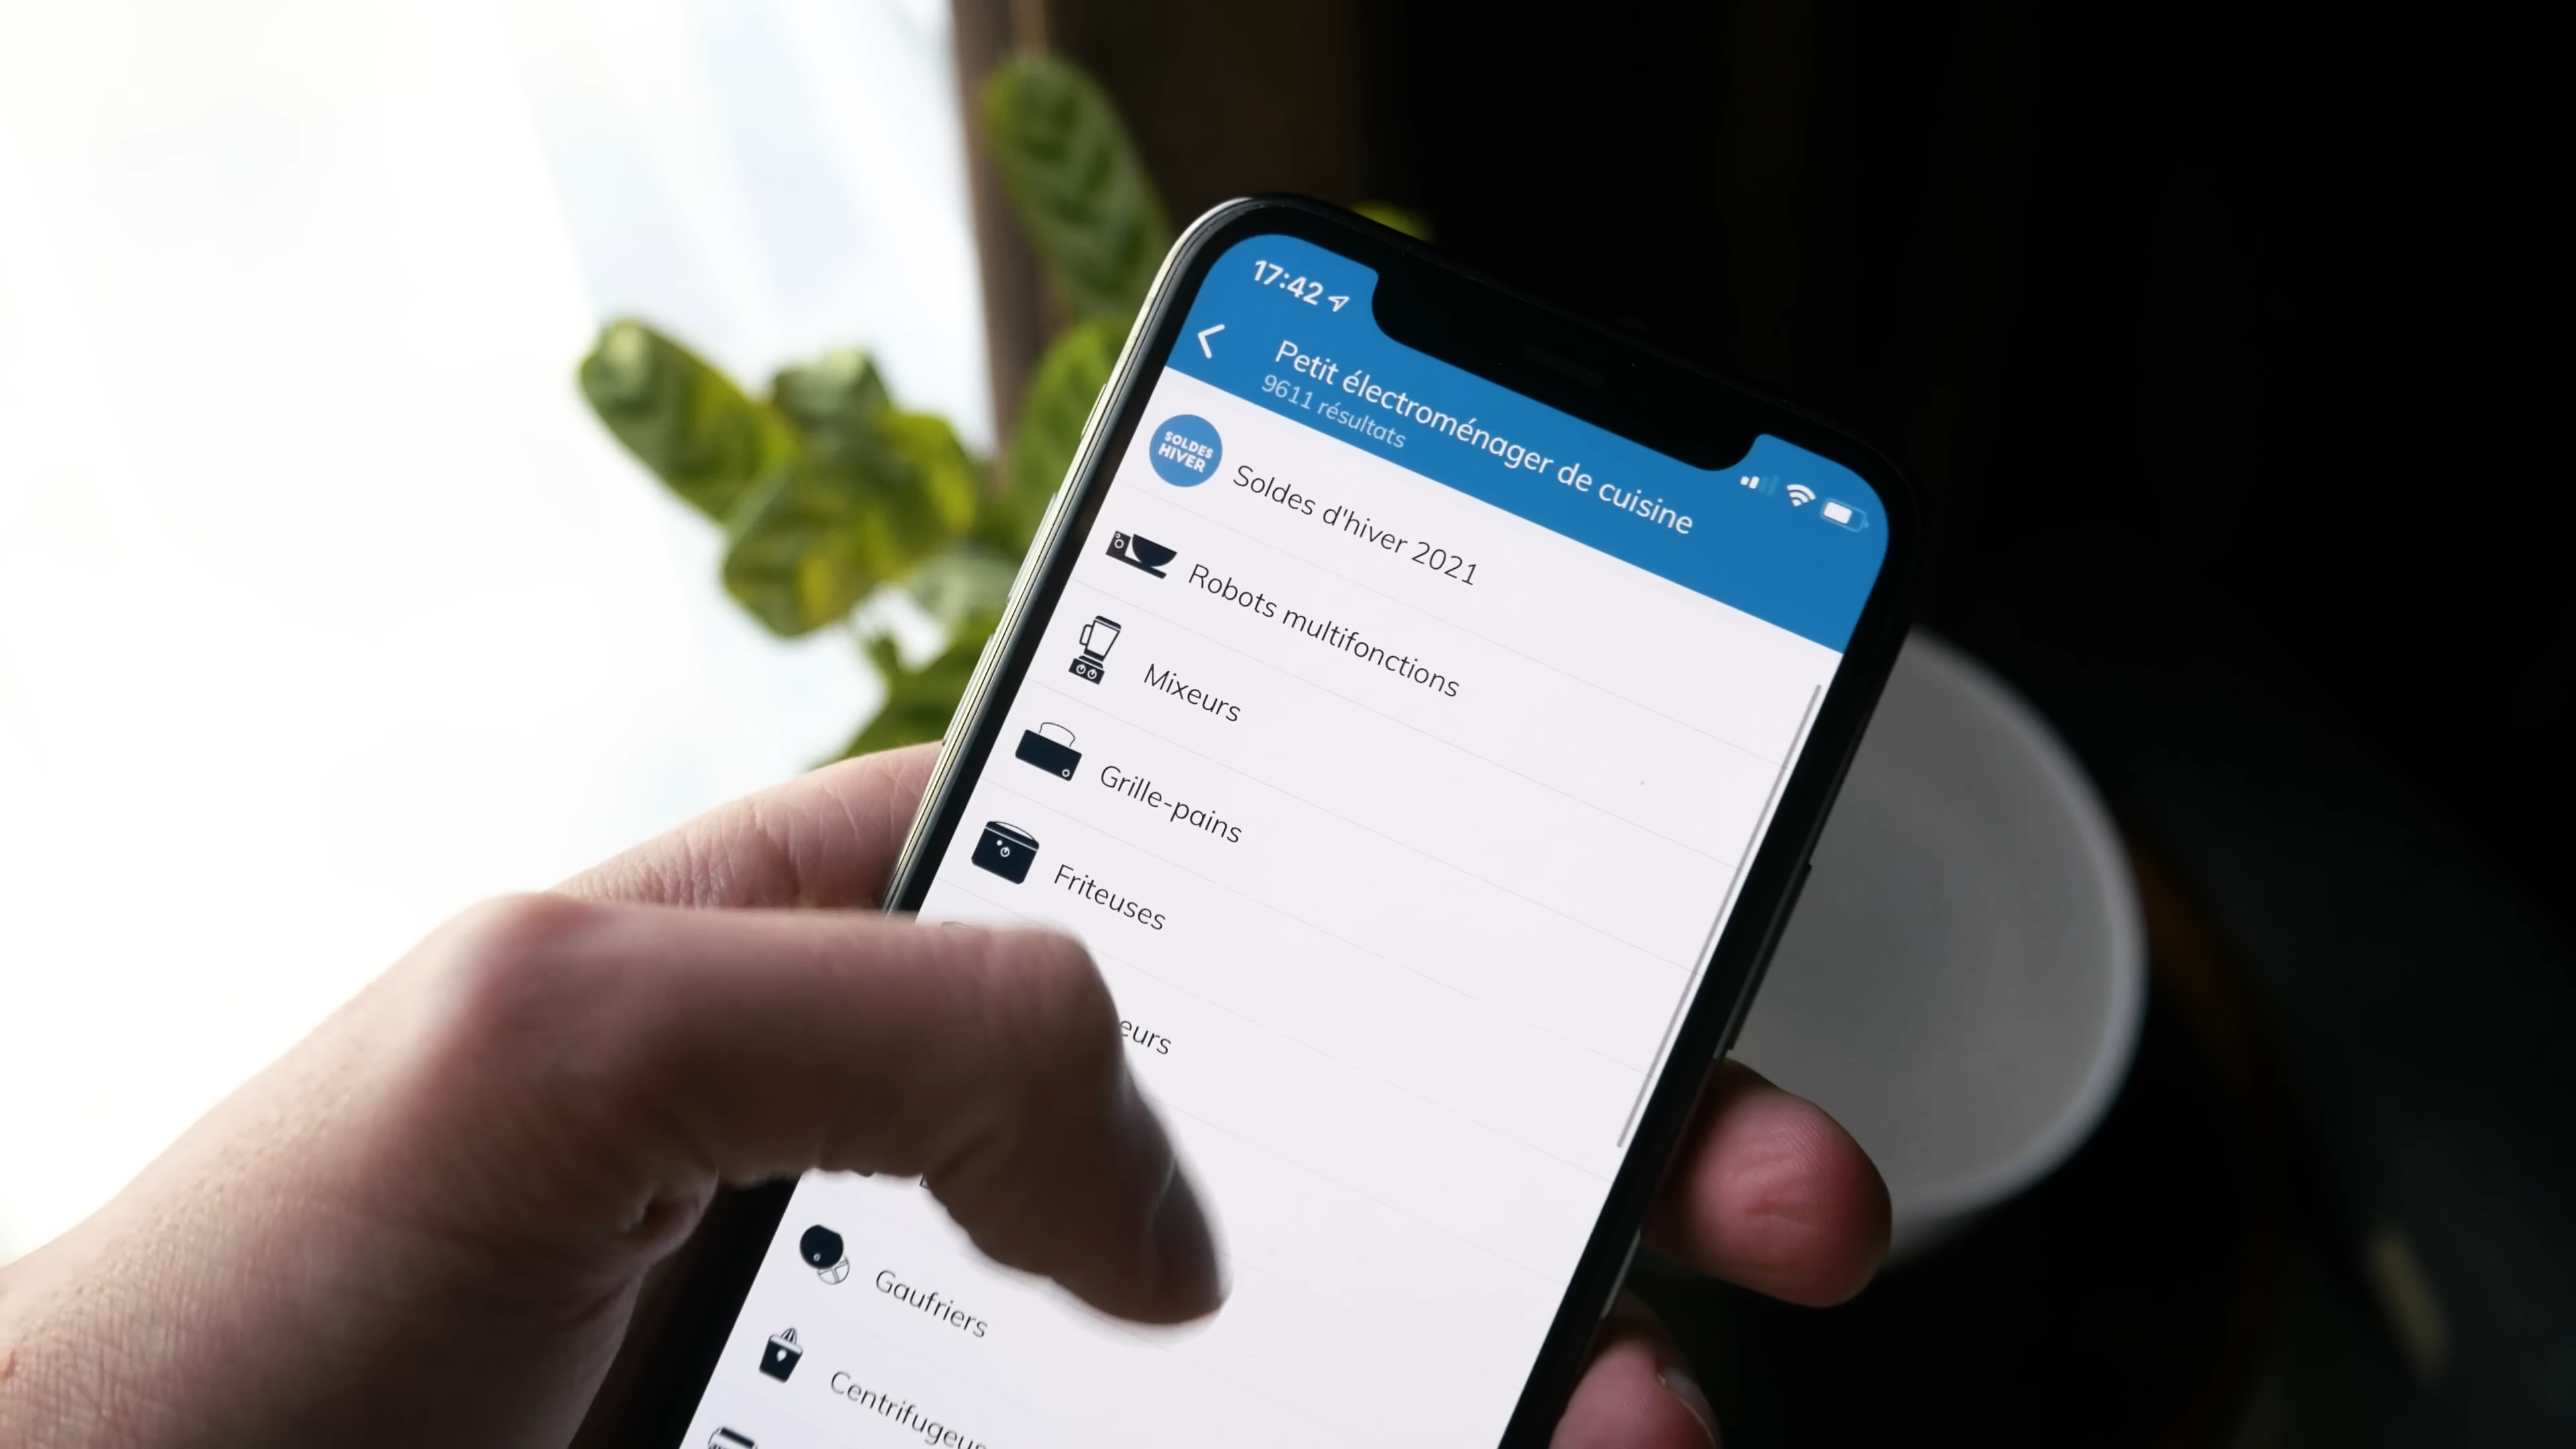 17:42
Petit électroménager de cuisine
9611 résultats
SOLDES
HIVER
Soldes d'hiver 2021
Robots multifonctions
Mixeurs
Grille-pains
Friteuses
Gaufriers